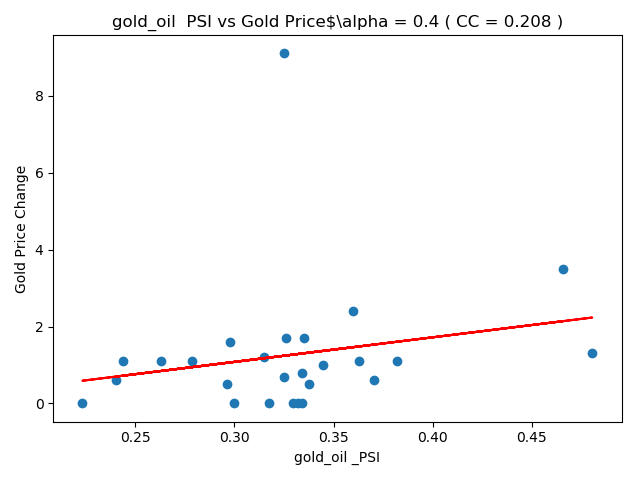 gold_oil  PSI vs Gold Price$\alpha = 0.4 ( CC = 0.208 )
8
6
4
2
0
Gold Price Change
0.25 0.30 0.35 0.40 0.45
gold_oil _PSI